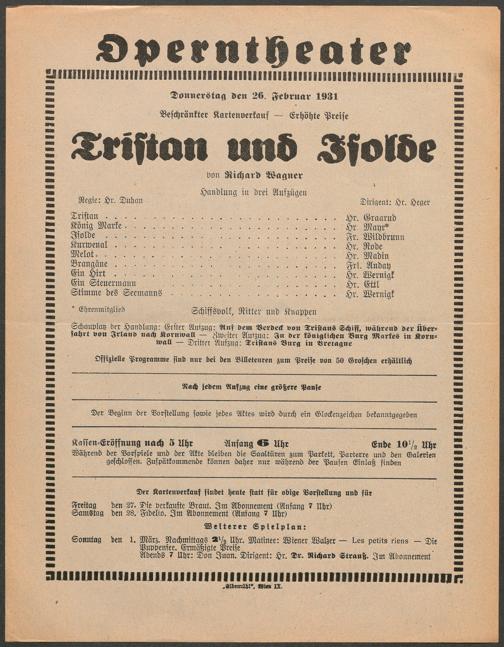 Operntheater
Donnerstag den 26. Februar 1931
Beschränkter Kartenverkauf — Erhöhte Preise
Tristan und Isolde
von Richard Wagner
Handlung in drei Aufzügen
Regie: Hr. Duhan Dirigent: Hr. Heger
Tristan . . . . . . . . . . Hr. Graarud
König Marke . . . . . . . . . . Hr. Mayr*
Isolde . . . . . . . . . . Fr. Wildbrunn
Kurwenal . . . . . . . . . . Hr. Rode
Melot . . . . . . . . . . Hr. Madin
Brangäne . . . . . . . . . . Frl. Anday
Ein Hirt . . . . . . . . . . Hr. Wernigk
Ein Steuermann . . . . . . . . . . Hr. Ettl
Stimme des Seemanns . . . . . . . . . . Hr. Wernigk
* Ehrenmitglied Schiffsvolk, Ritter und Knappen
Schauplatz der Handlung: Erster Aufzug: Auf dem Verdeck von Tristans Schiff, während der Über-
fahrt von Irland nach Kornwall — Zweiter Aufzug: In der königlichen Burg Markes in Korn-
wall — Dritter Aufzug: Tristans Burg in Bretagne
Offizielle Programme sind nur bei den Billeteuren zum Preise von 50 Groschen erhältlich
Nach jedem Aufzug eine größere Pause
Der Beginn der Vorstellung sowie jedes Aktes wird durch ein Glockenzeichen bekanntgegeben
Kassen-Eröffnung nach 5 Uhr Anfang 6 Uhr Ende 10½ Uhr
Während der Vorspiele und der Akte bleiben die Saaltüren zum Parkett, Parterre und den Galerien
geschlossen. Zuspätkommende können daher nur während der Pausen Einlaß finden
Der Kartenverkauf findet heute statt für obige Vorstellung und für
Freitag den 27. Die verkaufte Braut. Im Abonnement (Anfang 7 Uhr)
Samstag den 28. Fidelio. Im Abonnement (Anfang 7 Uhr)
Weiterer Spielplan:
Sonntag den 1. März. Nachmittags 2½ Uhr. Matinee: Wiener Walzer — Les petits riens — Die
Puppenfee. Ermäßigte Preise
Abends 7 Uhr: Don Juan. Dirigent: Hr. Dr. Richard Strauß. Im Abonnement
„Elbemühl“, Wien IX.